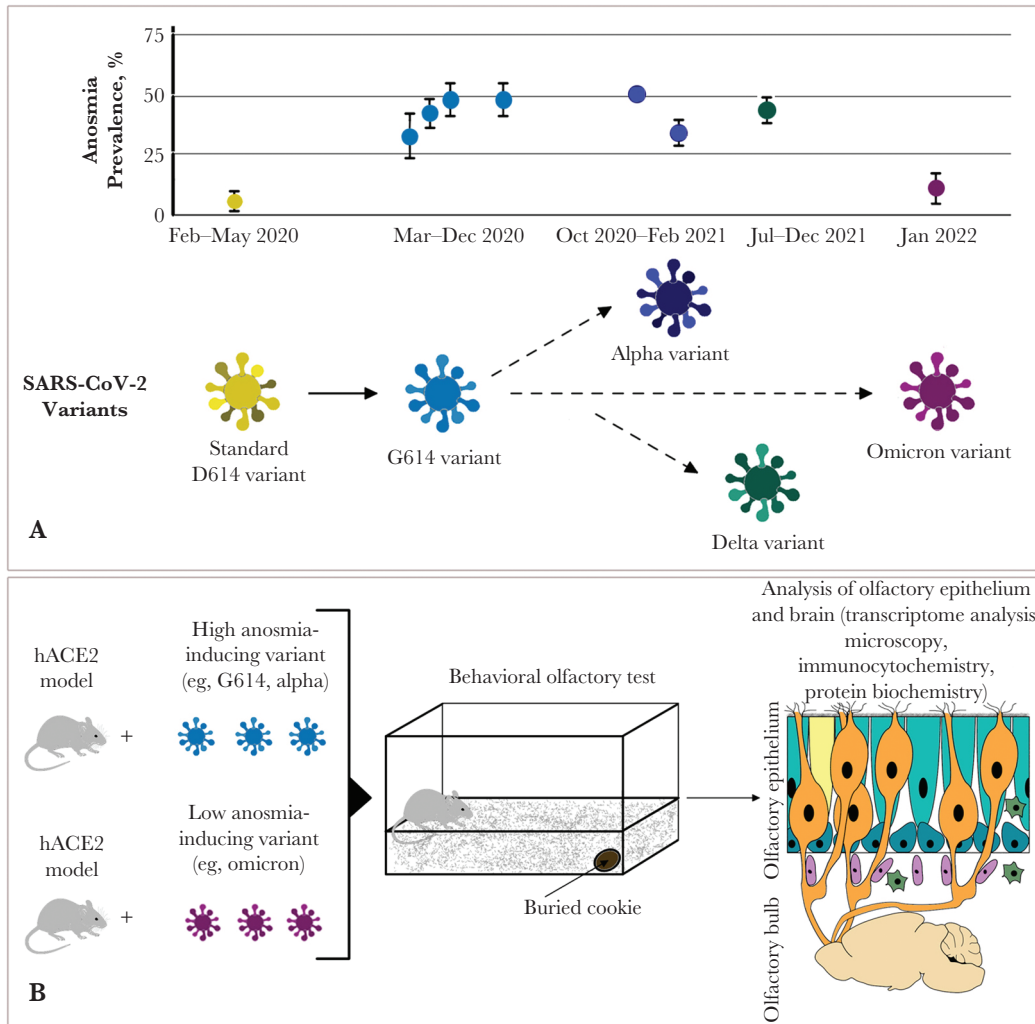 75
50
25
0
Anosmia
Prevalence, %
Feb–May 2020
Mar–Dec 2020
Oct 2020–Feb 2021
Jul–Dec 2021
Jan 2022
SARS-CoV-2
Variants
Standard
D614 variant
G614 variant
Alpha variant
Delta variant
Omicron variant
A
hACE2
model
+
High anosmia-
inducing variant
(eg, G614, alpha)
hACE2
model
+
Low anosmia-
inducing variant
(eg, omicron)
Behavioral olfactory test
Buried cookie
Analysis of olfactory epithelium
and brain (transcriptome analysis
microscopy,
immunocytochemistry,
protein biochemistry)
Olfactory epithelium
Olfactory bulb
B